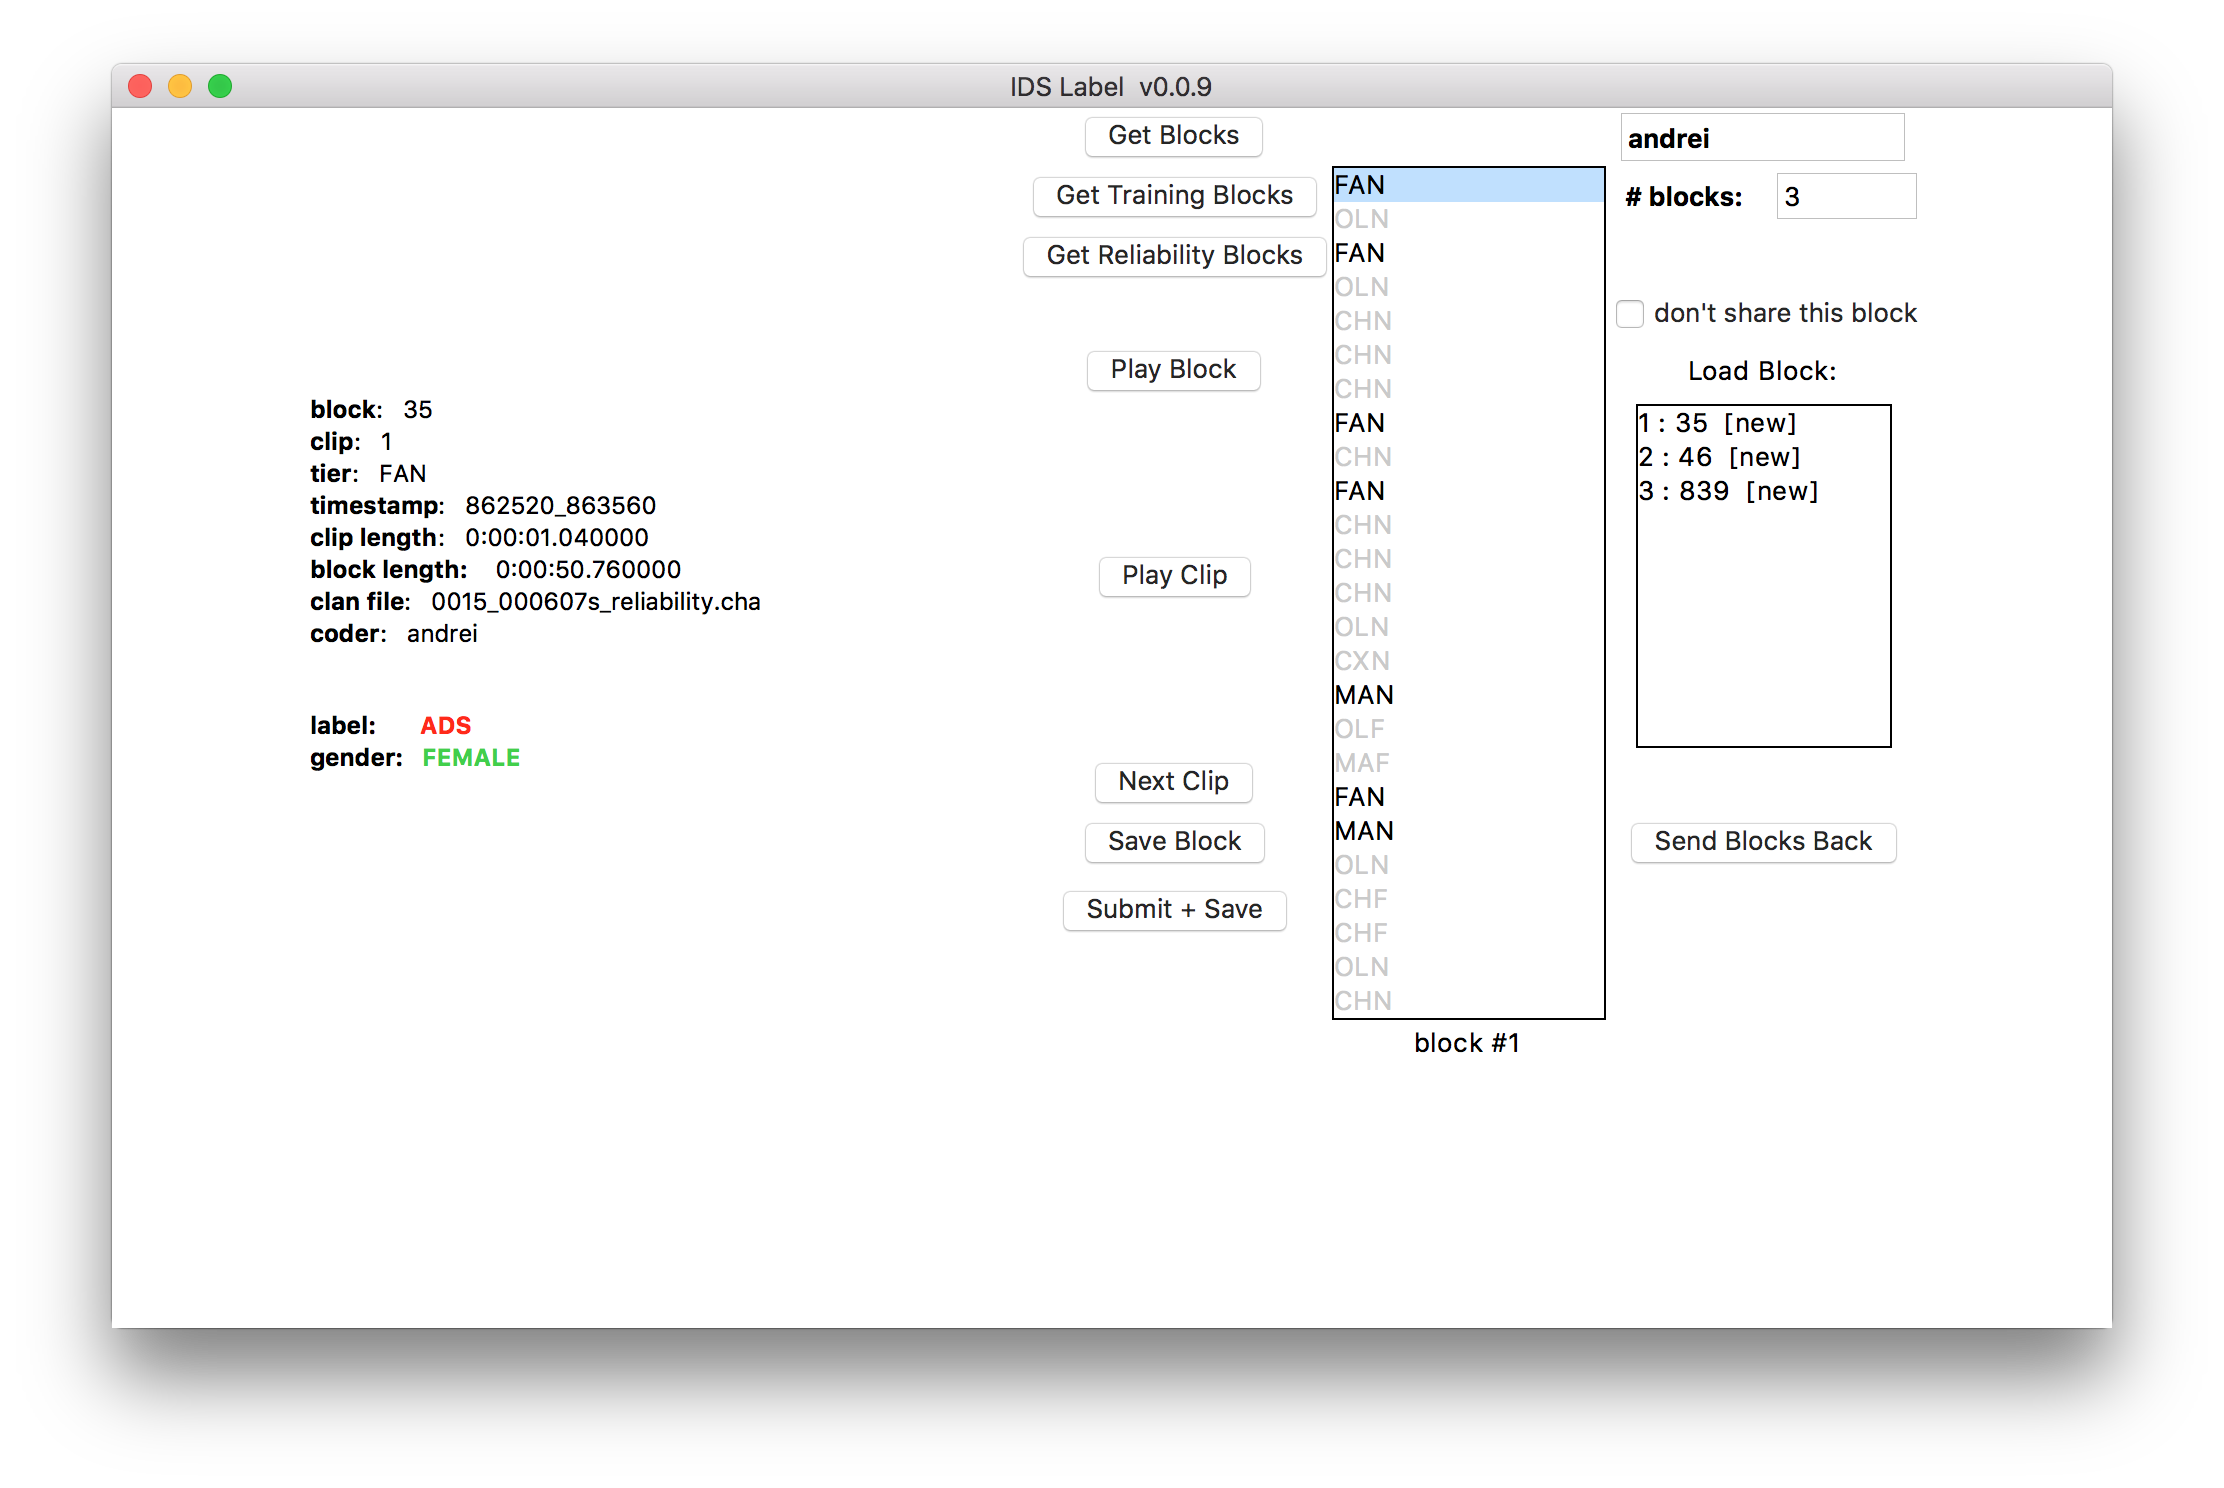 IDS Label  v0.0.9
block:  35
clip:  1
tier:  FAN
timestamp:  862520_863560
clip length:  0:00:01.040000
block length:  0:00:50.760000
clan file:  0015_000607s_reliability.cha
coder:  andrei
label:  ADS
gender:  FEMALE
Get Blocks
Get Training Blocks
Get Reliability Blocks
Play Block
Play Clip
Next Clip
Save Block
Submit + Save
FAN
OLN
FAN
OLN
CHN
CHN
CHN
FAN
CHN
FAN
CHN
CHN
CHN
OLN
CXN
MAN
OLF
MAF
FAN
MAN
OLN
CHF
CHF
OLN
CHN
block #1
andrei
# blocks: 3
don't share this block
Load Block:
1 : 35  [new]
2 : 46  [new]
3 : 839  [new]
Send Blocks Back